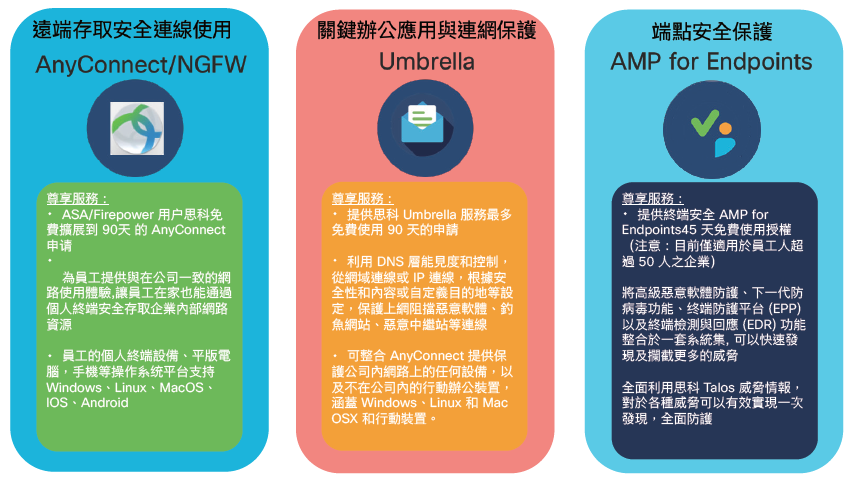 遠端存取安全連線使用
AnyConnect/NGFW
尊享服務：
• ASA/Firepower 用户思科免
費擴展到 90天 的 AnyConnect
申请
•
為員工提供與在公司一致的網
路使用體驗,讓員工在家也能通過
個人終端安全存取企業內部網路
資源
• 員工的個人終端設備、平版電
腦，手機等操作系統平台支持
Windows、Linux、MacOS、
IOS、Android
關鍵辦公應用與連網保護
Umbrella
尊享服務：
• 提供思科 Umbrella 服務最多
免費使用 90 天的申請
• 利用 DNS 層能見度和控制，
從網域連線或 IP 連線，根據安
全性和內容或自定義目的地等設
定，保護上網阻擋惡意軟體、釣
魚網站、惡意中繼站等連線
• 可整合 AnyConnect 提供保
護公司內網路上的任何設備，以
及不在公司內的行動辦公裝置，
涵蓋 Windows、Linux 和 Mac
OSX 和行動裝置。
端點安全保護
AMP for Endpoints
尊享服務：
• 提供終端安全 AMP for
Endpoints45 天免費使用授權
（注意：目前僅適用於員工人超
過 50 人之企業）
將高級惡意軟體防護、下一代防
病毒功能、终端防護平台 (EPP)
以及終端檢測與回應 (EDR) 功能
整合於一套系統集, 可以快速發
現及攔截更多的威脅
全面利用思科 Talos 威脅情報，
對於各種威脅可以有效實現一次
發現，全面防護